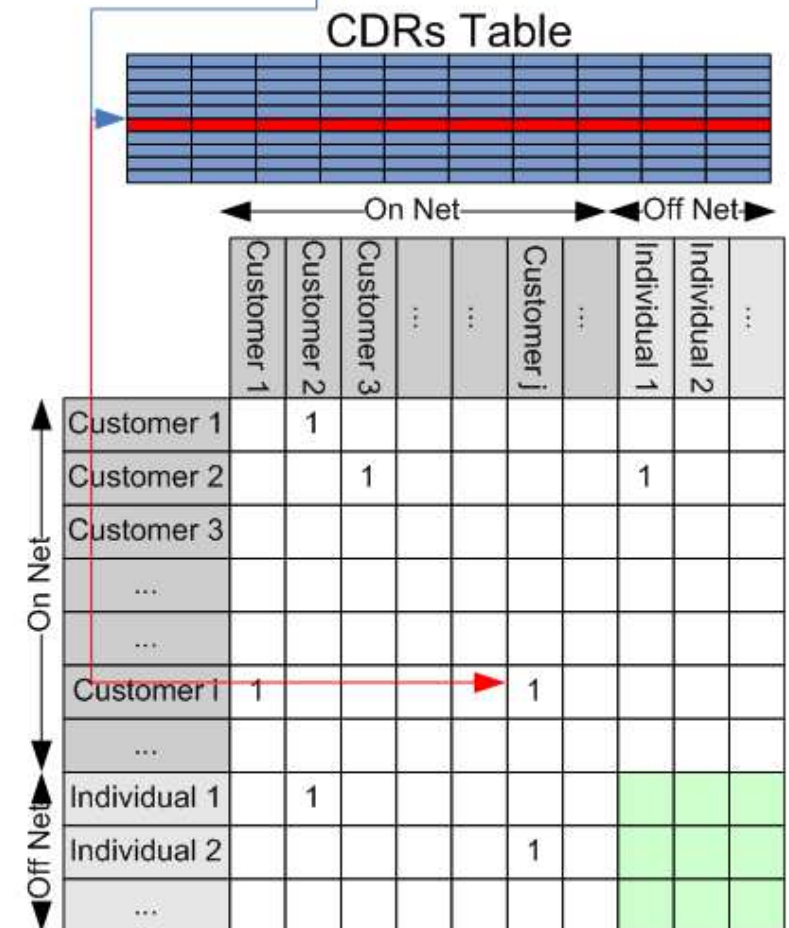 CDRs Table
On Net Off Net
Customer 1 Customer 2 Customer 3 ... ... Customer j ... Individual 1 Individual 2 ...
On Net
Customer 1 1
Customer 2 1 1
Customer 3
...
...
Customer i 1 1
...
Off Net
Individual 1 1
Individual 2 1
...